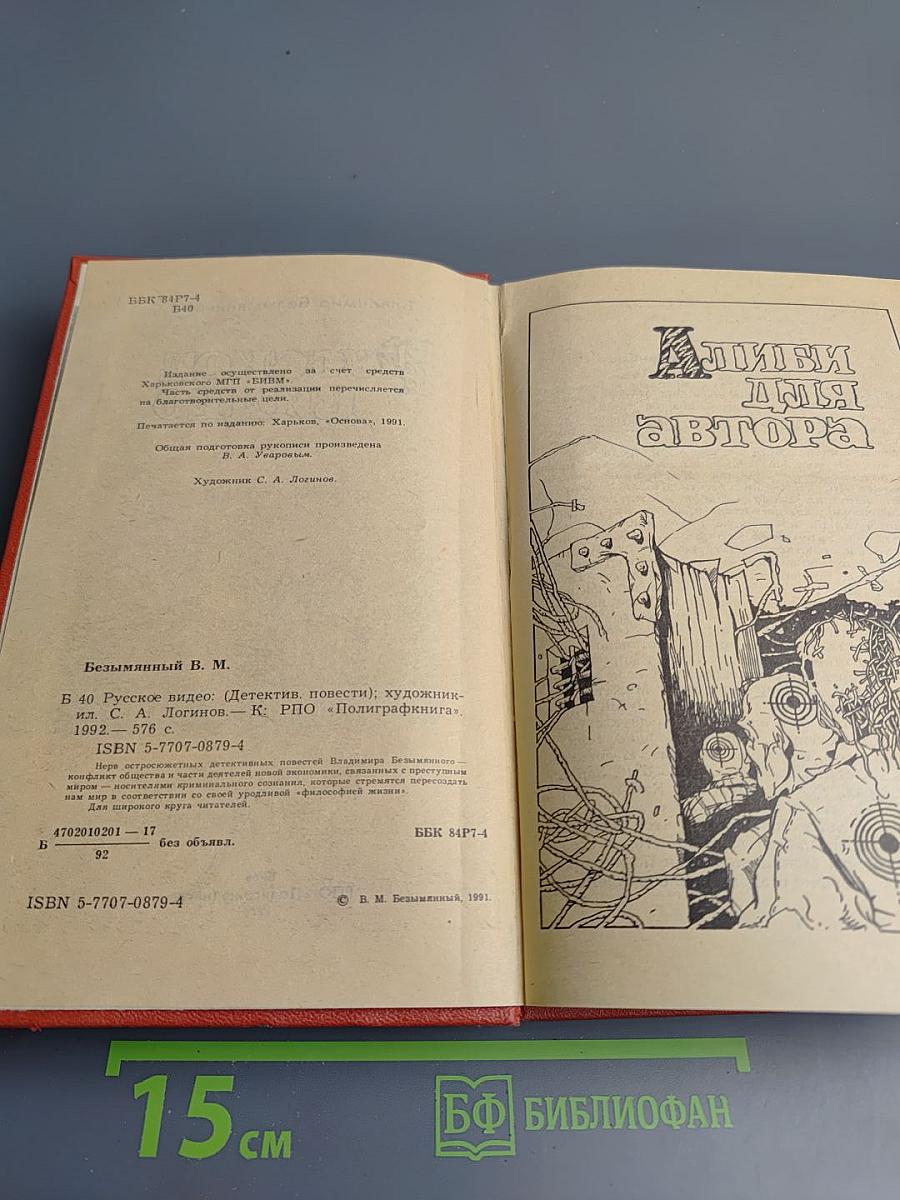 ББК 84Р7-4
Б40
Издание осуществлено за счет средств
Харьковского МГП «БИВМ».
Часть средств от реализации перечисляется
на благотворительные цели.
Печатается по изданию: Харьков, «Основа», 1991.
Общая подготовка рукописи произведена
В. А. Уваровым.
Художник С. А. Логинов.
Безымянный В. М.
Б 40 Русское видео: (Детектив. повести); художник-
ил. С. А. Логинов.— К: РПО «Полиграфкнига».
1992.— 576 с.
ISBN 5-7707-0879-4
Нерв остросюжетных детективных повестей Владимира Безымянного —
конфликт общества и части деятелей новой экономики, связанных с преступным
миром — носителями криминального сознания, которые стремятся пересоздать
нам мир в соответствии со своей уродливой «философией жизни».
Для широкого круга читателей.
Б 4702010201 — 17
92 без объявл.
ББК 84Р7-4
ISBN 5-7707-0879-4
© В. М. Безымянный, 1991.
Алиби
для
автора
15 см
БФ БИБЛИОФАН